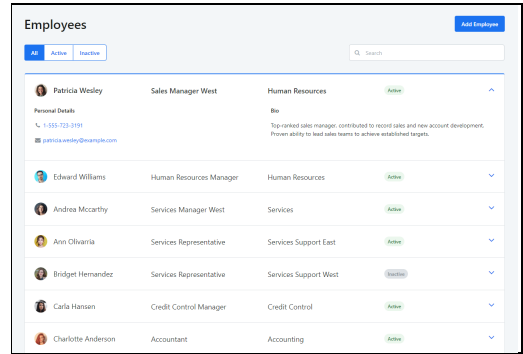 Employees
Add Employee
All Active Inactive
Search
Patricia Wesley Sales Manager West Human Resources Active
Personal Details Bio
1-555-723-3191
Top-ranked sales manager, contributed to record sales and new account development.
Proven ability to lead sales teams to achieve established targets.
patricia.wesley@example.com
Edward Williams Human Resources Manager Human Resources Active
Andrea Mccarthy Services Manager West Services Active
Ann Olivarria Services Representative Services Support East Active
Bridget Hernandez Services Representative Services Support West Inactive
Carla Hansen Credit Control Manager Credit Control Active
Charlotte Anderson Accountant Accounting Active